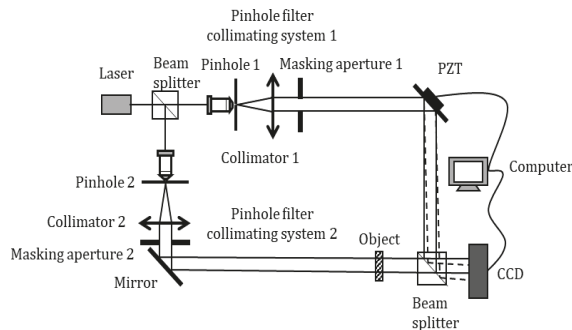 Pinhole filter
collimating system 1
Beam
splitter
Pinhole 1
Masking aperture 1
PZT
Laser
Collimator 1
Computer
Pinhole 2
Collimator 2
Pinhole filter
collimating system 2
Masking aperture 2
Object
Mirror
CCD
Beam
splitter